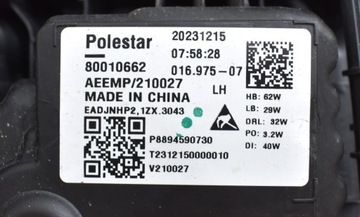 Polestar 20231215
07:58:28
80010662 016.975-07
AEEMP/210027 LH
MADE IN CHINA
EADJNHP2,1ZX.3043
P8894590730
T2312150000010
V210027
HB: 62W
LB: 29W
DRL: 32W
PO: 3.2W
DI: 40W